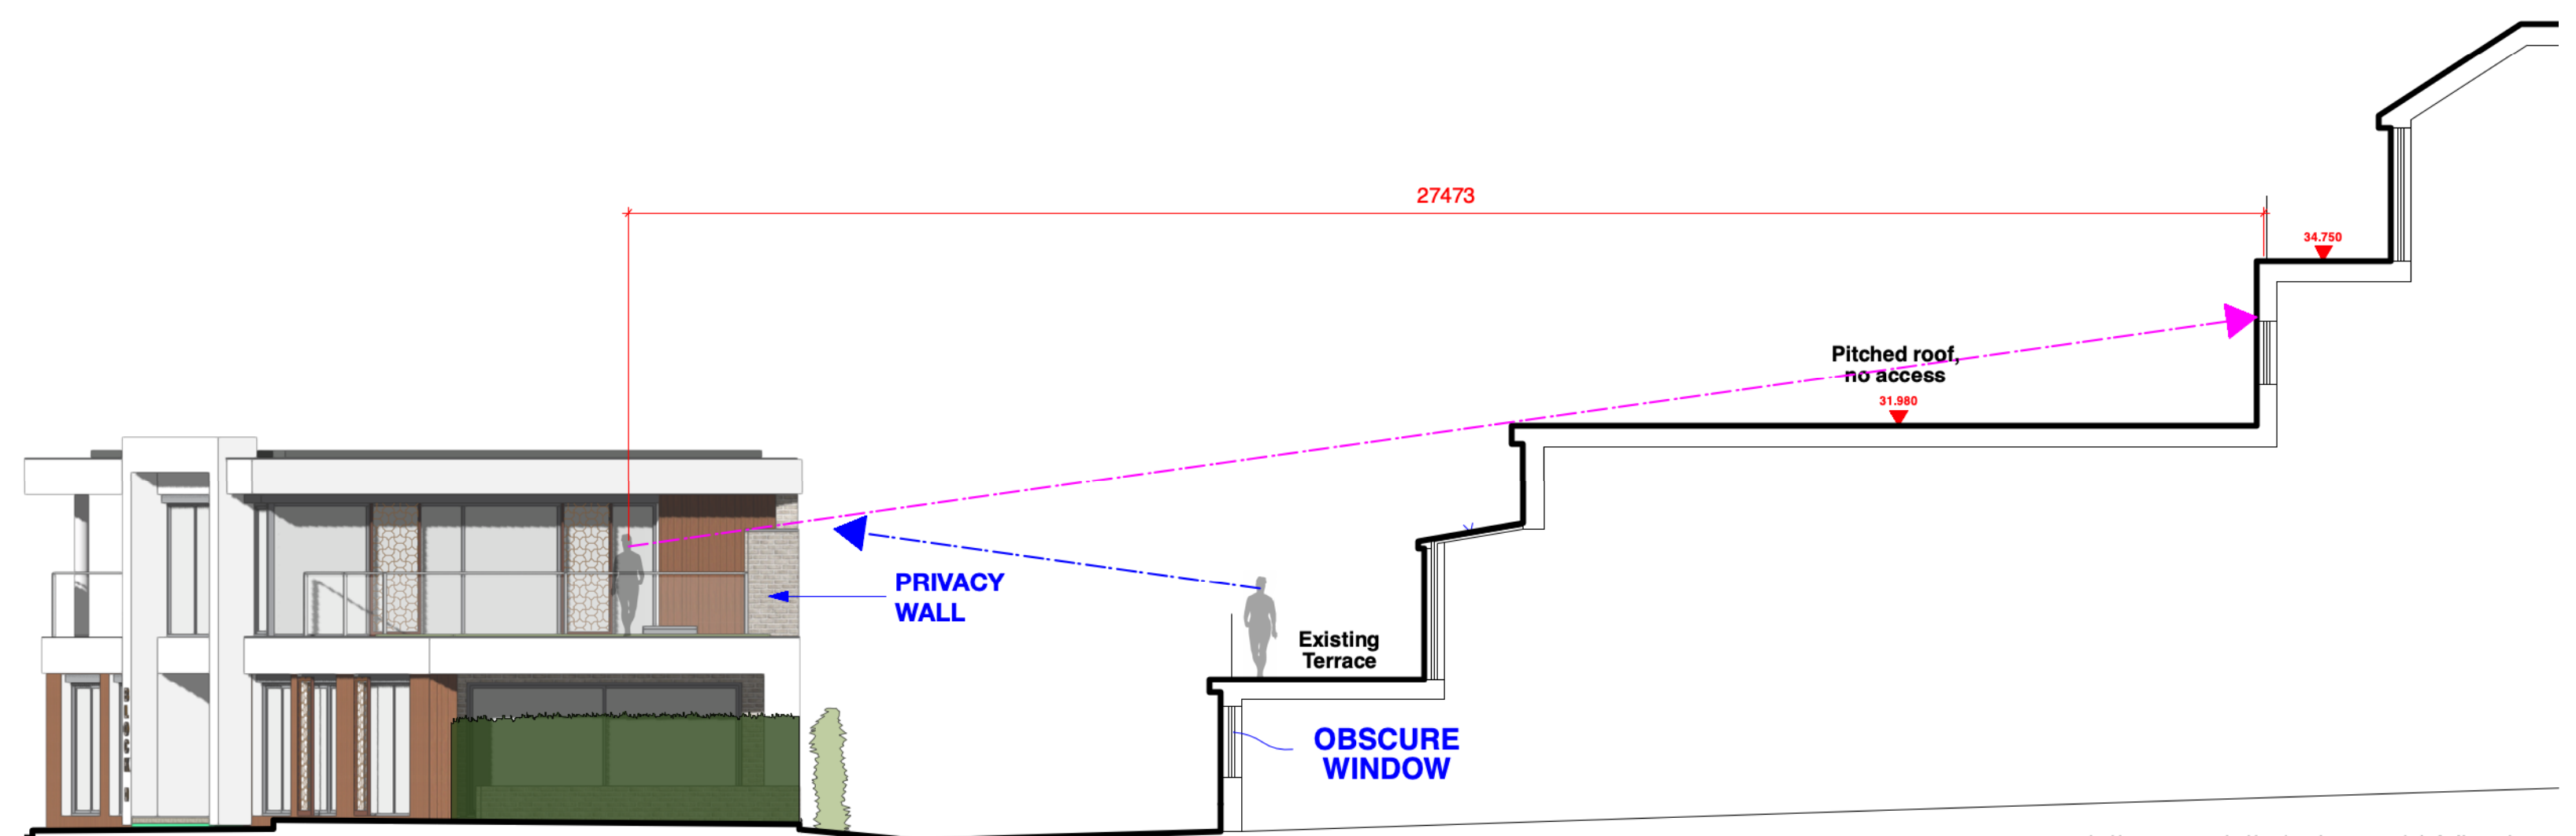 27473
34.750
Pitched roof,
no access
31.980
PRIVACY
WALL
Existing
Terrace
OBSCURE
WINDOW